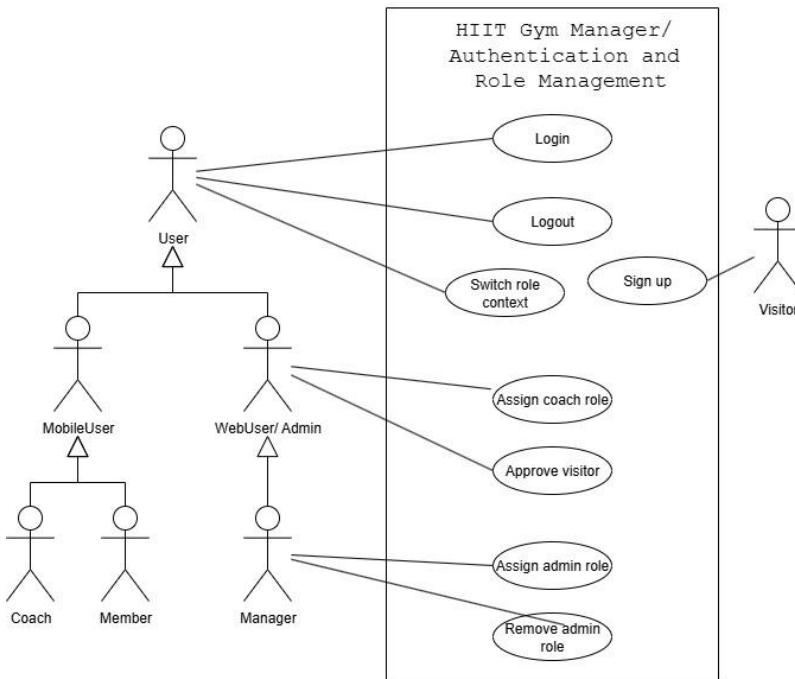 HIIT Gym Manager/
Authentication and
Role Management
Login
User
Logout
Switch role
context
Sign up
Visitor
MobileUser
WebUser/ Admin
Assign coach role
Approve visitor
Assign admin role
Coach
Member
Manager
Remove admin
role